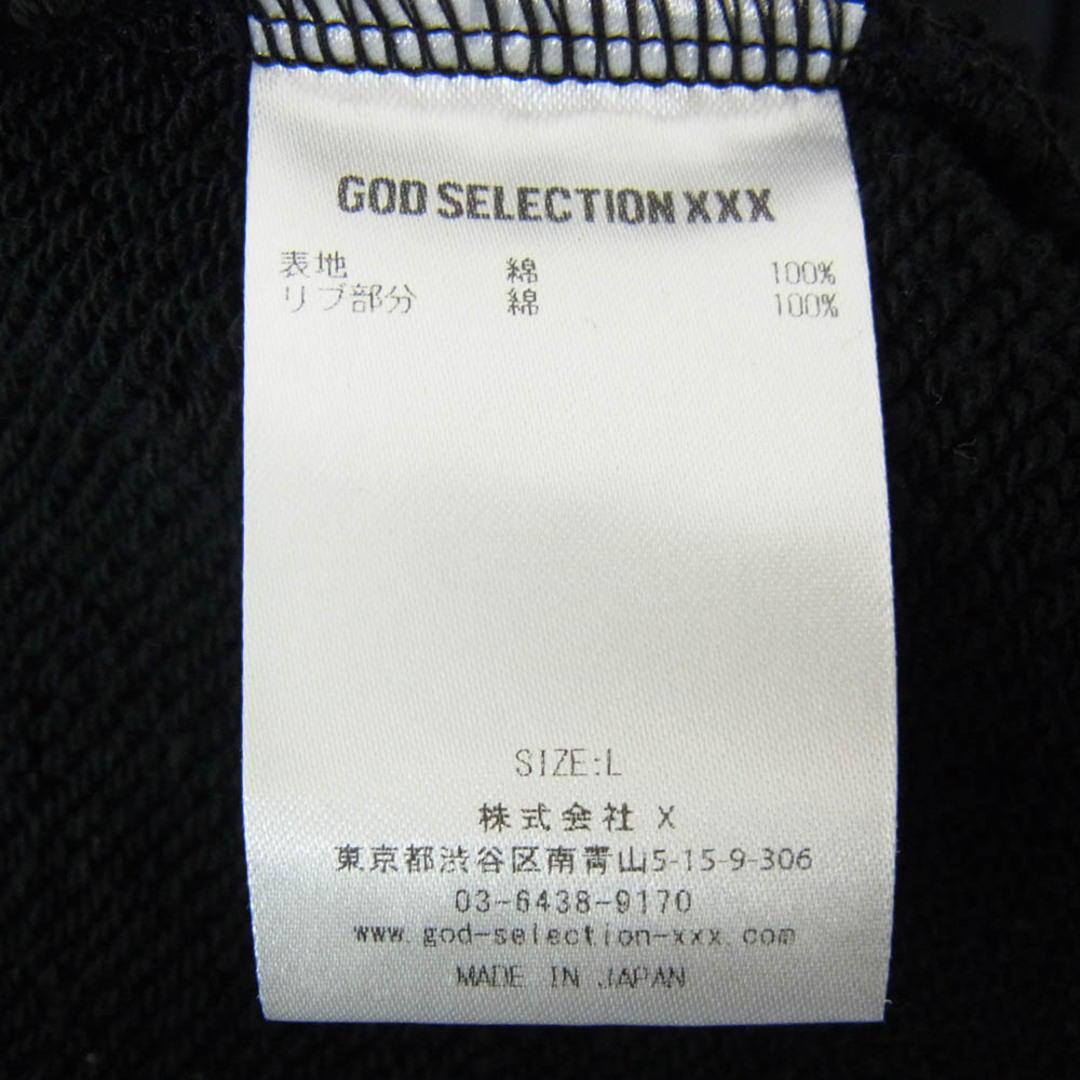 GOD SELECTION XXX
表地 綿 100%
リブ部分 綿 100%
SIZE:L
株式会社 X
東京都渋谷区南青山5-15-9-306
03-6438-9170
www.god-selection-xxx.com
MADE IN JAPAN